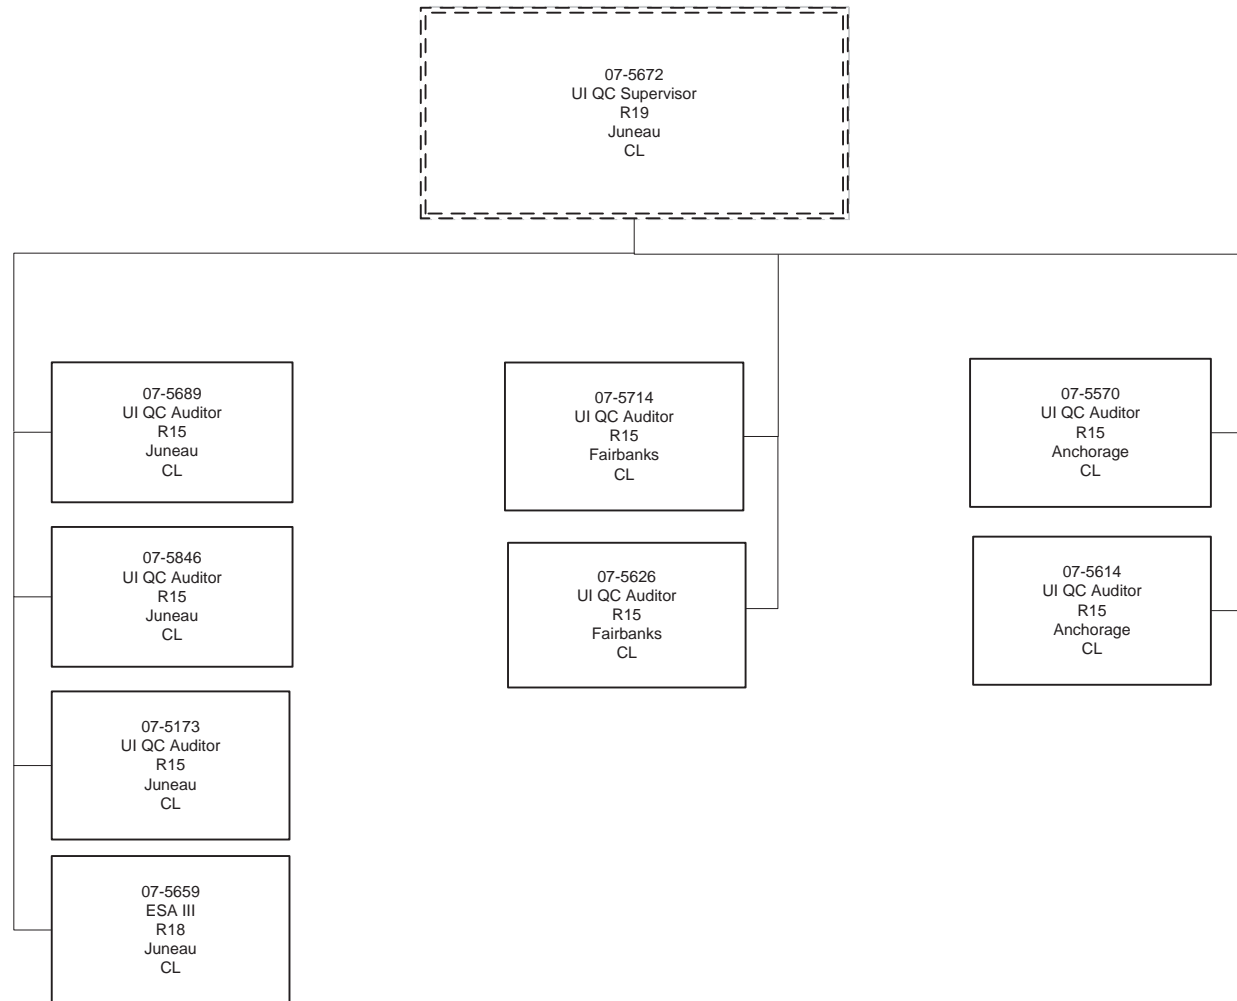 07-5672
UI QC Supervisor
R19
Juneau
CL
07-5689
UI QC Auditor
R15
Juneau
CL
07-5846
UI QC Auditor
R15
Juneau
CL
07-5173
UI QC Auditor
R15
Juneau
CL
07-5659
ESA III
R18
Juneau
CL
07-5714
UI QC Auditor
R15
Fairbanks
CL
07-5626
UI QC Auditor
R15
Fairbanks
CL
07-5570
UI QC Auditor
R15
Anchorage
CL
07-5614
UI QC Auditor
R15
Anchorage
CL